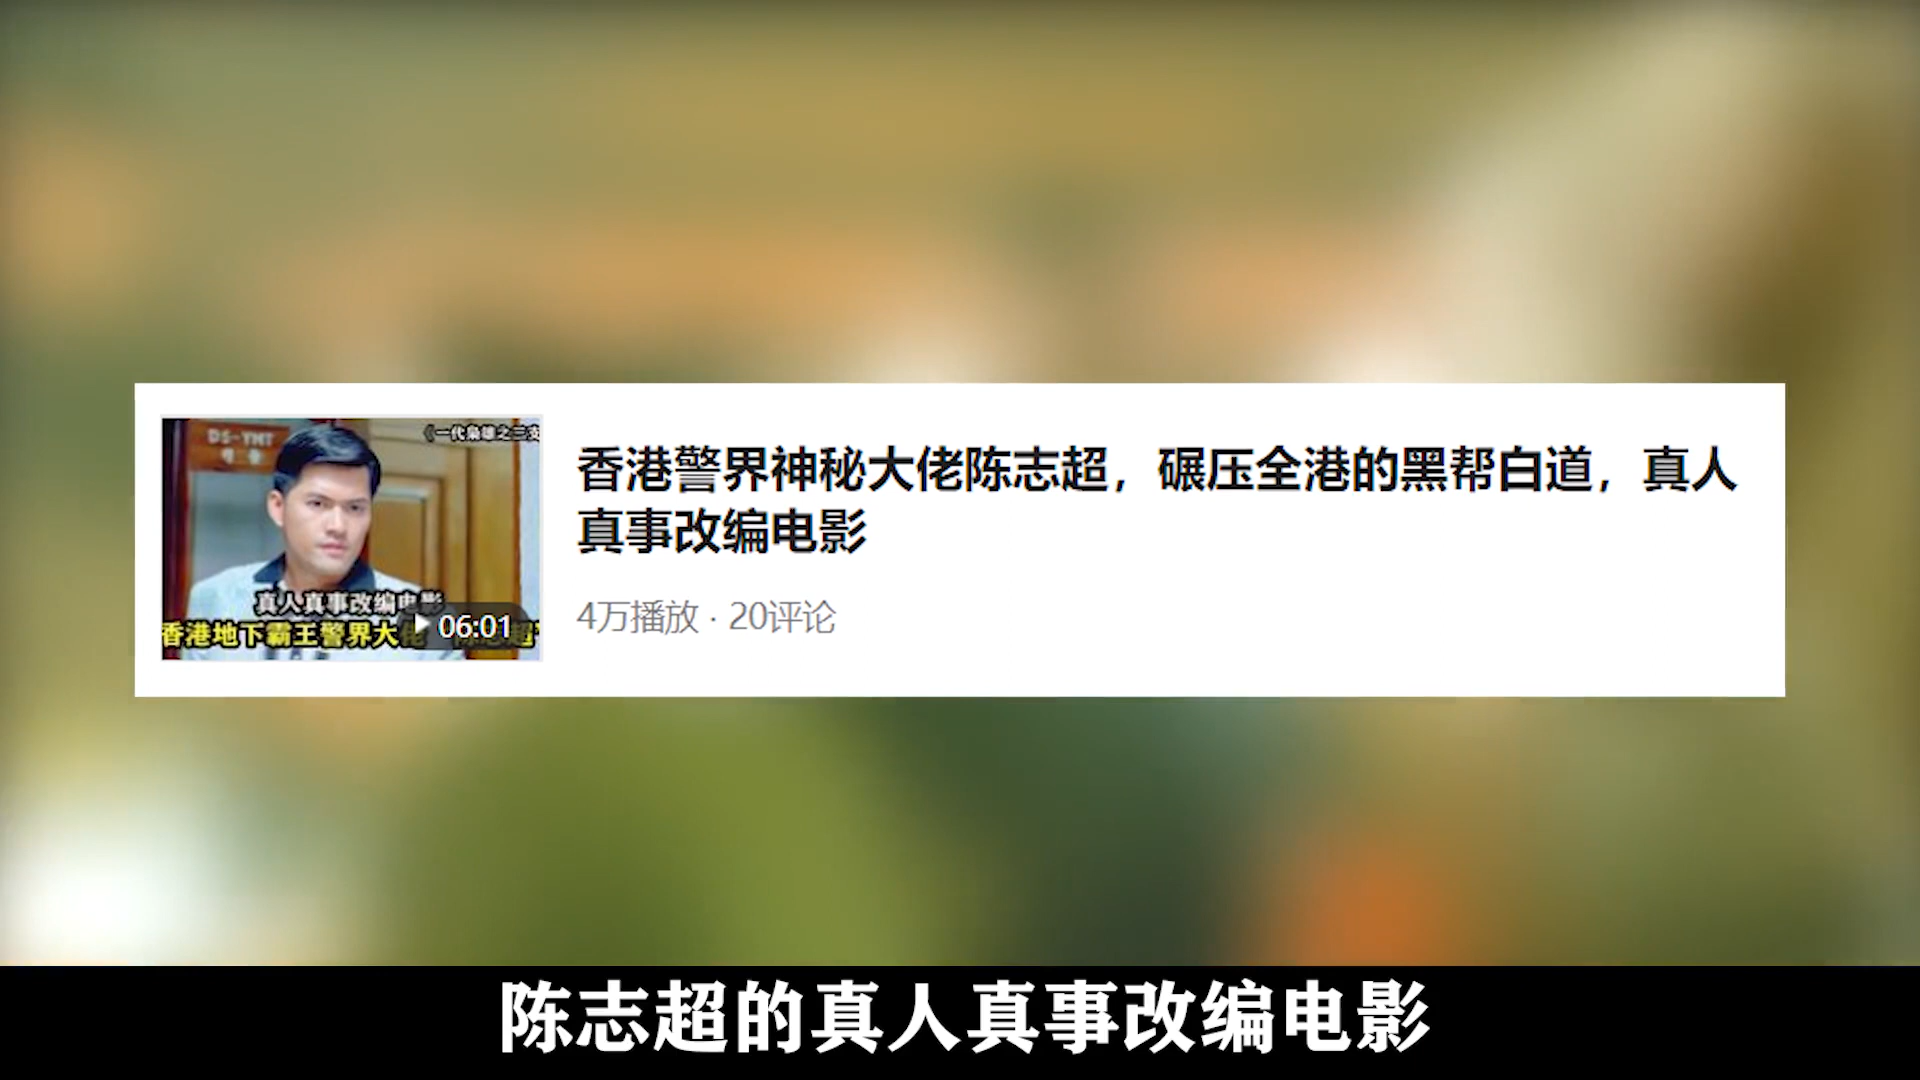 《一代枭雄之三支
DS-YMT
香港警界神秘大佬陈志超，碾压全港的黑帮白道，真人
真事改编电影
真人真事改编电影
06:01
香港地下霸王警界大佬
4万播放 · 20评论
陈志超的真人真事改编电影